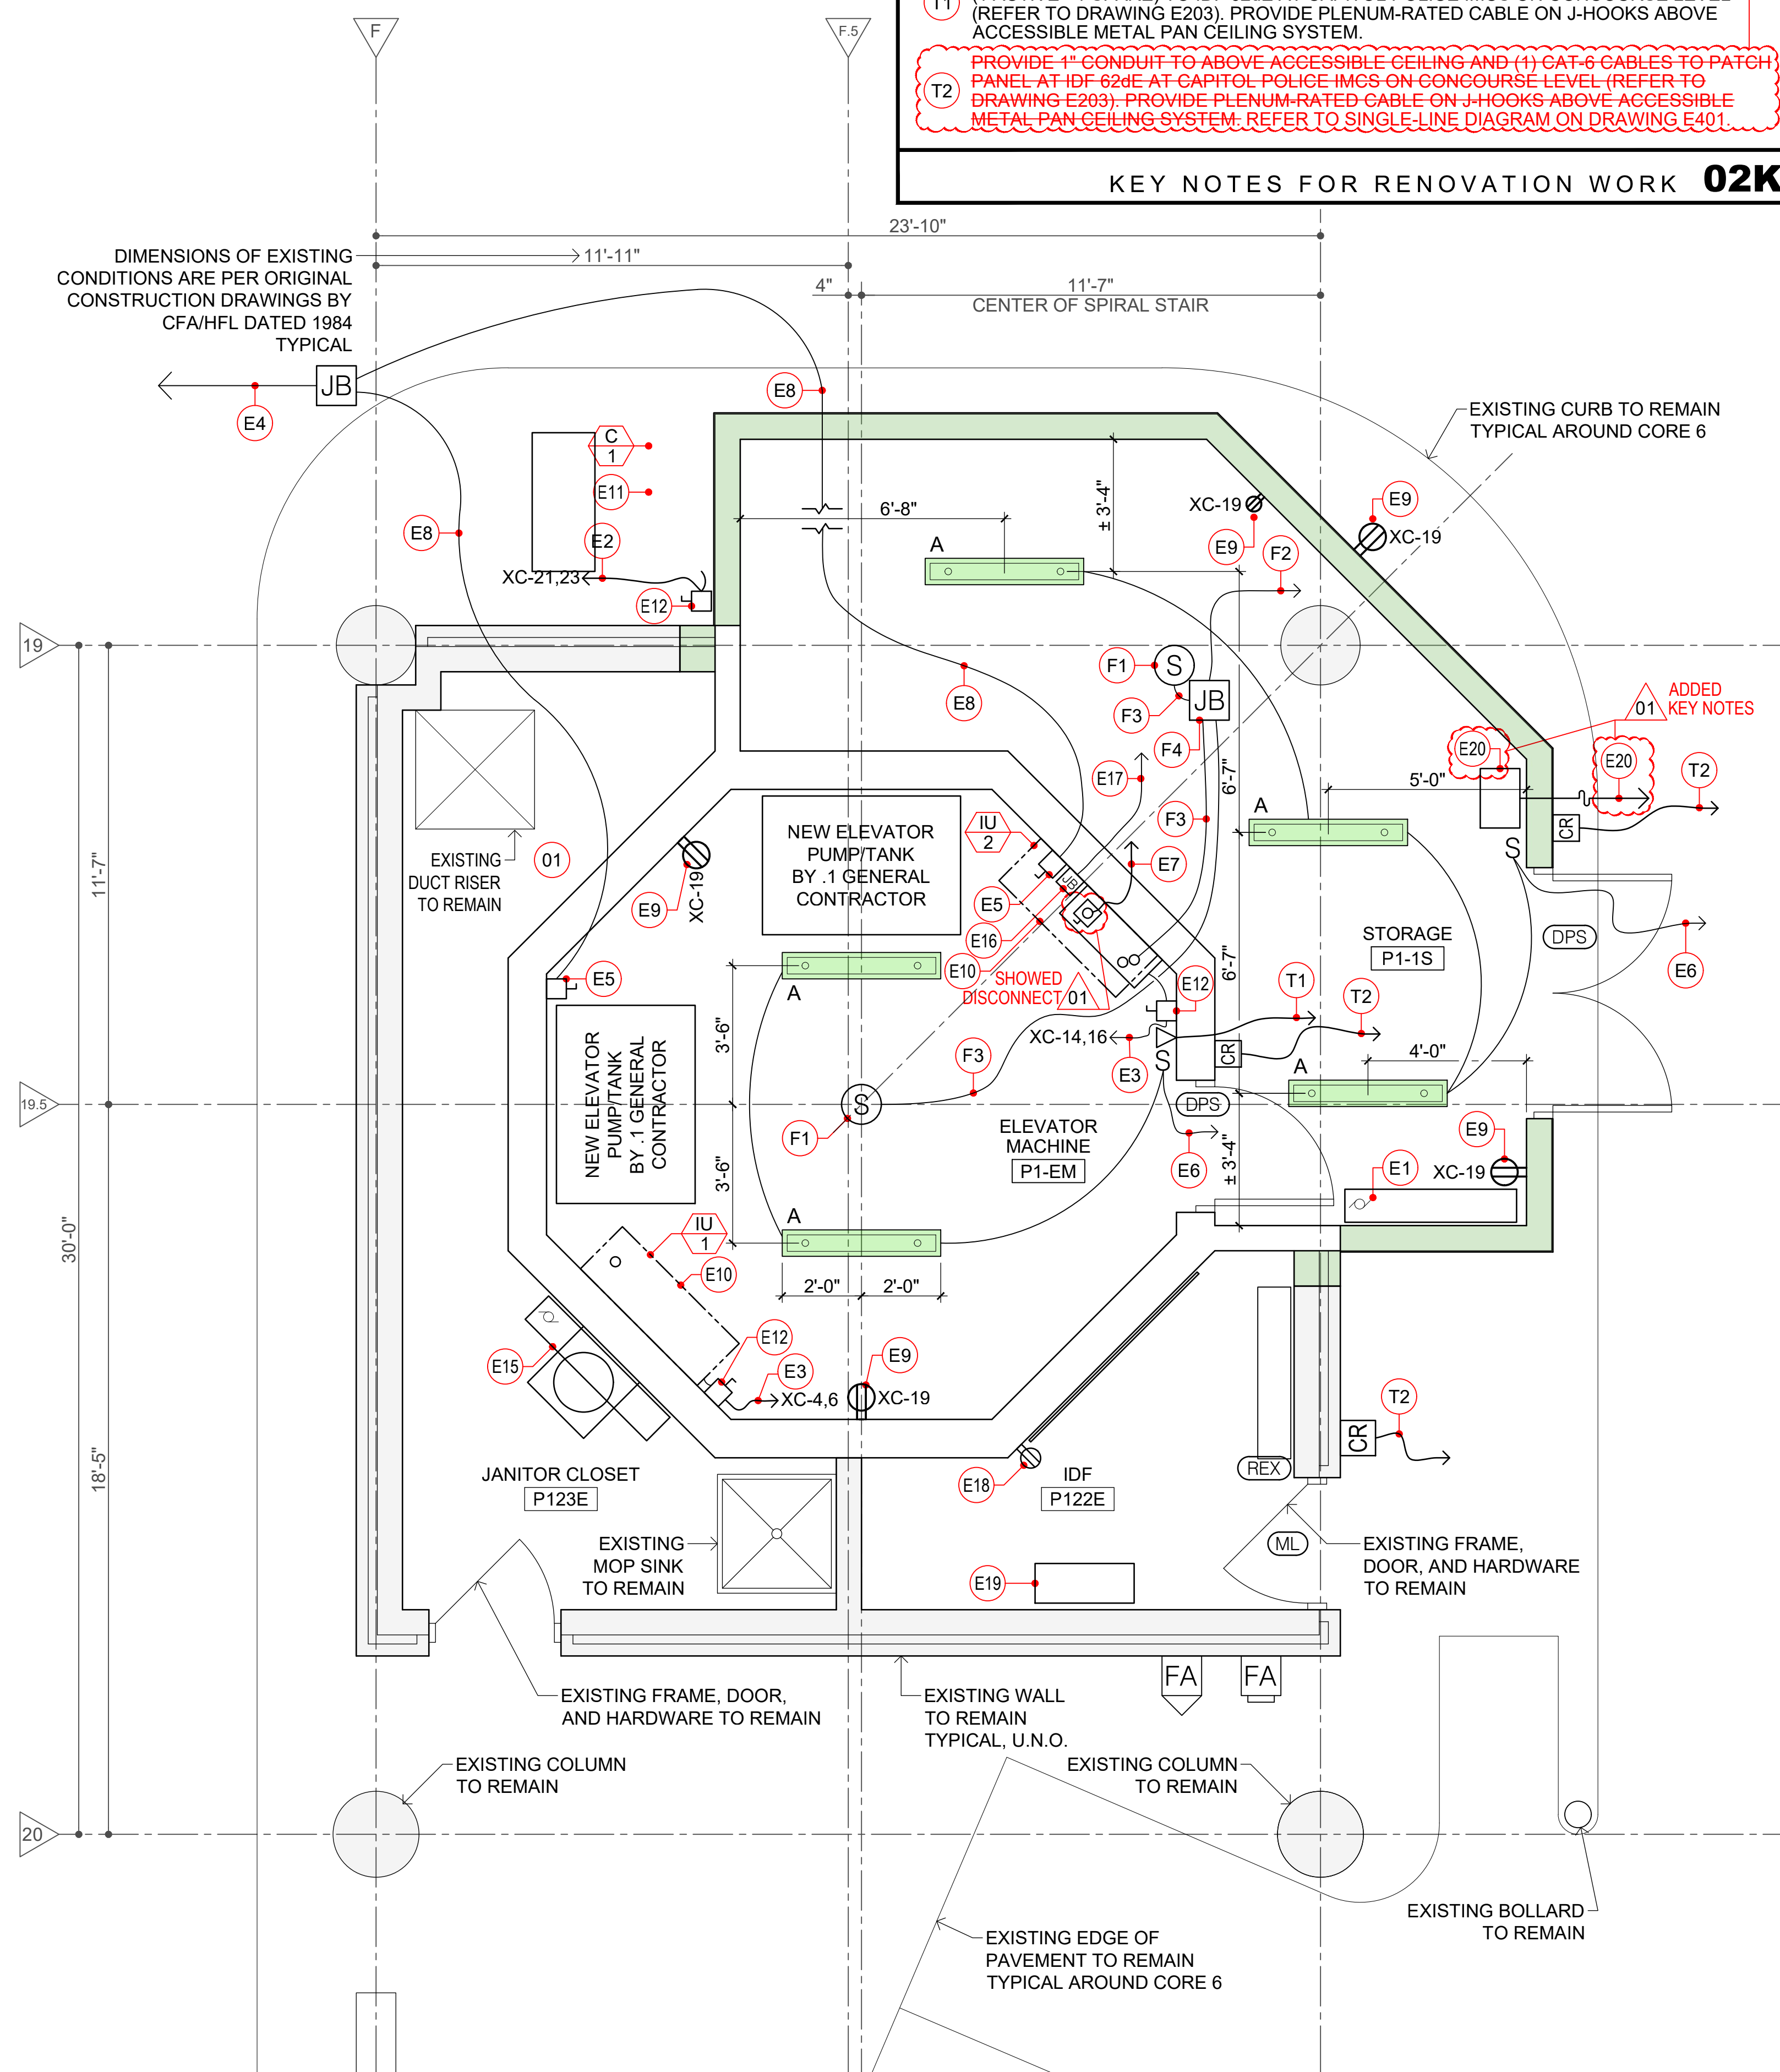 F
F.5
T1
(REFER TO DRAWING E203). PROVIDE PLENUM-RATED CABLE ON J-HOOKS ABOVE
ACCESSIBLE METAL PAN CEILING SYSTEM.
T2
PROVIDE 1" CONDUIT TO ABOVE ACCESSIBLE CEILING AND (1) CAT-6 CABLES TO PATCH
PANEL AT IDF 62dE AT CAPITOL POLICE IMCS ON CONCOURSE LEVEL (REFER TO
DRAWING E203). PROVIDE PLENUM-RATED CABLE ON J-HOOKS ABOVE ACCESSIBLE
METAL PAN CEILING SYSTEM. REFER TO SINGLE-LINE DIAGRAM ON DRAWING E401.
KEY NOTES FOR RENOVATION WORK 02K
23'-10"
11'-11"
4"
11'-7"
CENTER OF SPIRAL STAIR
DIMENSIONS OF EXISTING
CONDITIONS ARE PER ORIGINAL
CONSTRUCTION DRAWINGS BY
CFA/HFL DATED 1984
TYPICAL
JB
E4
E8
E8
C
1
E11
E2
XC-21,23
E12
6'-8"
± 3'-4"
A
XC-19
E9
E9
XC-19
F2
EXISTING CURB TO REMAIN
TYPICAL AROUND CORE 6
19
E8
F1
S
F3
JB
F4
E17
F3
6'-7"
E7
01
ADDED
KEY NOTES
E20
E20
T2
5'-0"
A
CR
S
EXISTING
DUCT RISER
TO REMAIN
01
NEW ELEVATOR
PUMP/TANK
BY .1 GENERAL
CONTRACTOR
IU
2
JB
E9
XC-19
E5
E16
E10
SHOWED
DISCONNECT
01
E5
A
E12
6'-7"
STORAGE
P1-1S
DPS
E6
T1
T2
XC-14,16
E3
S
CR
4'-0"
A
11'-7"
3'-6"
NEW ELEVATOR
PUMP/TANK
BY .1 GENERAL
CONTRACTOR
F3
19.5
S
F1
DPS
ELEVATOR
MACHINE
P1-EM
E6
± 3'-4"
E9
XC-19
E1
3'-6"
A
IU
1
E10
2'-0"
2'-0"
30'-0"
E12
E3
XC-4,6
E9
XC-19
E15
18'-5"
JANITOR CLOSET
P123E
E18
IDF
P122E
REX
CR
T2
EXISTING
MOP SINK
TO REMAIN
E19
ML
EXISTING FRAME,
DOOR, AND HARDWARE
TO REMAIN
FA
FA
EXISTING FRAME, DOOR,
AND HARDWARE TO REMAIN
EXISTING WALL
TO REMAIN
TYPICAL, U.N.O.
EXISTING COLUMN
TO REMAIN
EXISTING COLUMN
TO REMAIN
20
EXISTING BOLLARD
TO REMAIN
EXISTING EDGE OF
PAVEMENT TO REMAIN
TYPICAL AROUND CORE 6